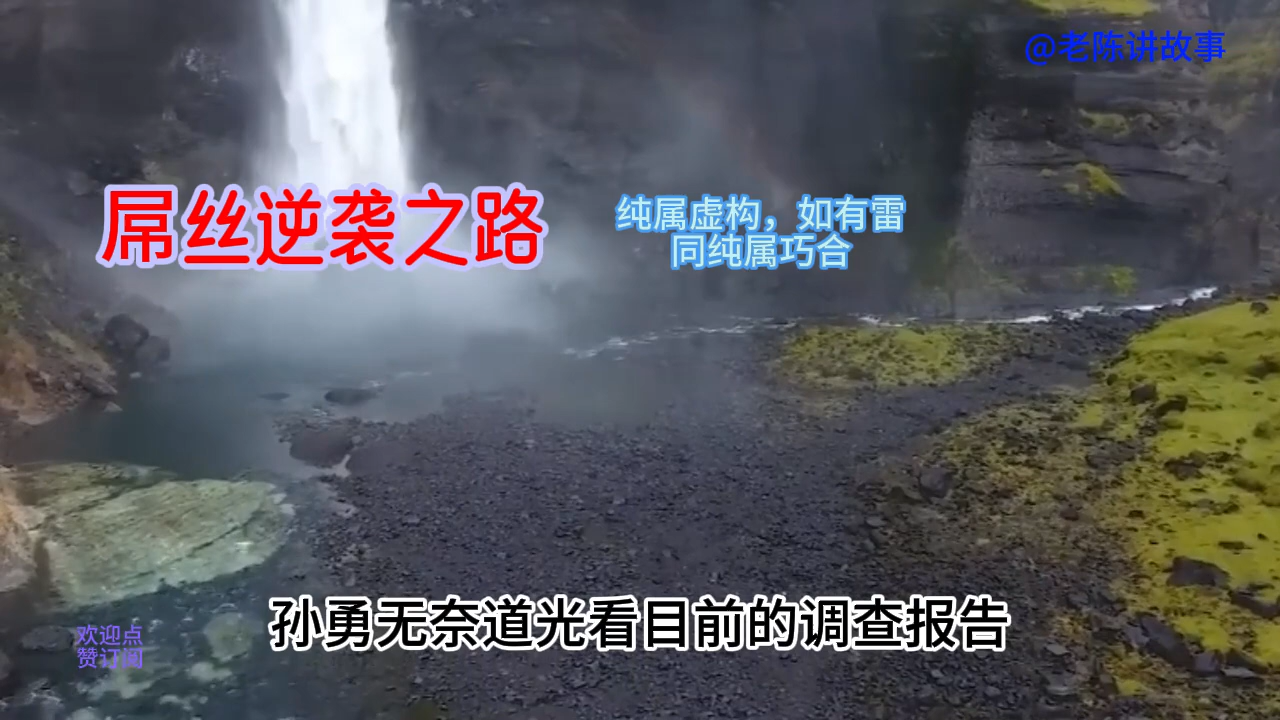 @老陈讲故事
屌丝逆袭之路
纯属虚构，如有雷
同纯属巧合
孙勇无奈道光看目前的调查报告
欢迎点
赞订阅